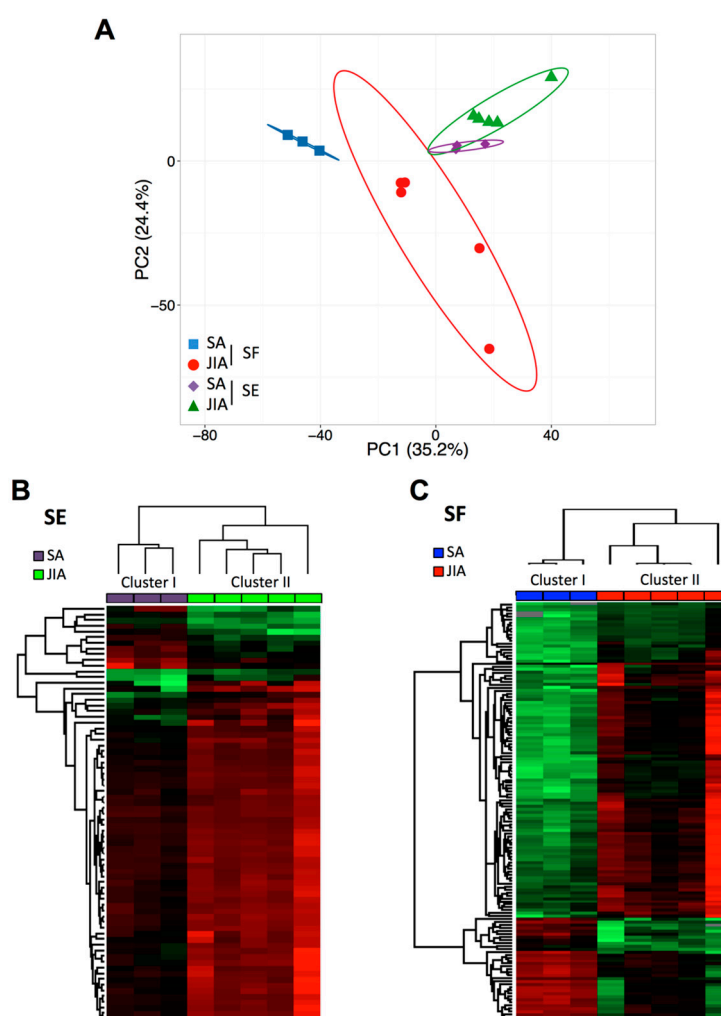 A
0
−50
PC2 (24.4%)
SA
JIA
SF
SA
JIA
SE
−80
−40
0
40
PC1 (35.2%)
B
SE
SA
JIA
Cluster I
Cluster II
C
SF
SA
JIA
Cluster I
Cluster II